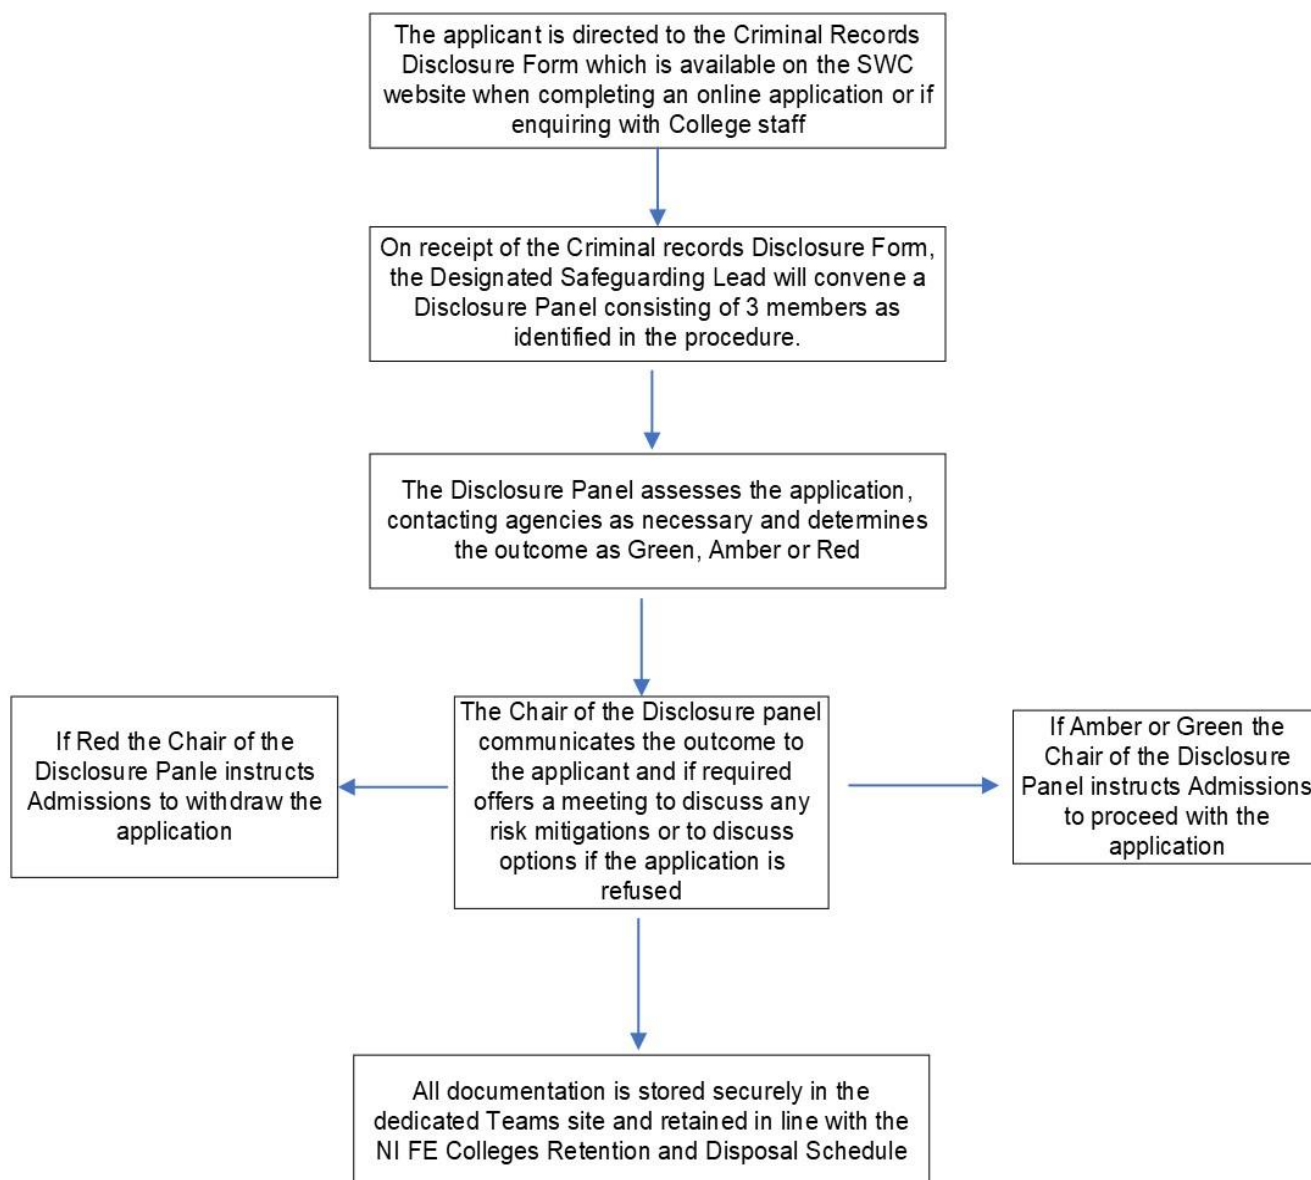 The applicant is directed to the Criminal Records
Disclosure Form which is available on the SWC
website when completing an online application or if
enquiring with College staff
On receipt of the Criminal records Disclosure Form,
the Designated Safeguarding Lead will convene a
Disclosure Panel consisting of 3 members as
identified in the procedure.
The Disclosure Panel assesses the application,
contacting agencies as necessary and determines
the outcome as Green, Amber or Red
If Red the Chair of the
Disclosure Panle instructs
Admissions to withdraw the
application
The Chair of the Disclosure panel
communicates the outcome to
the applicant and if required
offers a meeting to discuss any
risk mitigations or to discuss
options if the application is
refused
If Amber or Green the
Chair of the Disclosure
Panel instructs Admissions
to proceed with the
application
All documentation is stored securely in the
dedicated Teams site and retained in line with the
NI FE Colleges Retention and Disposal Schedule